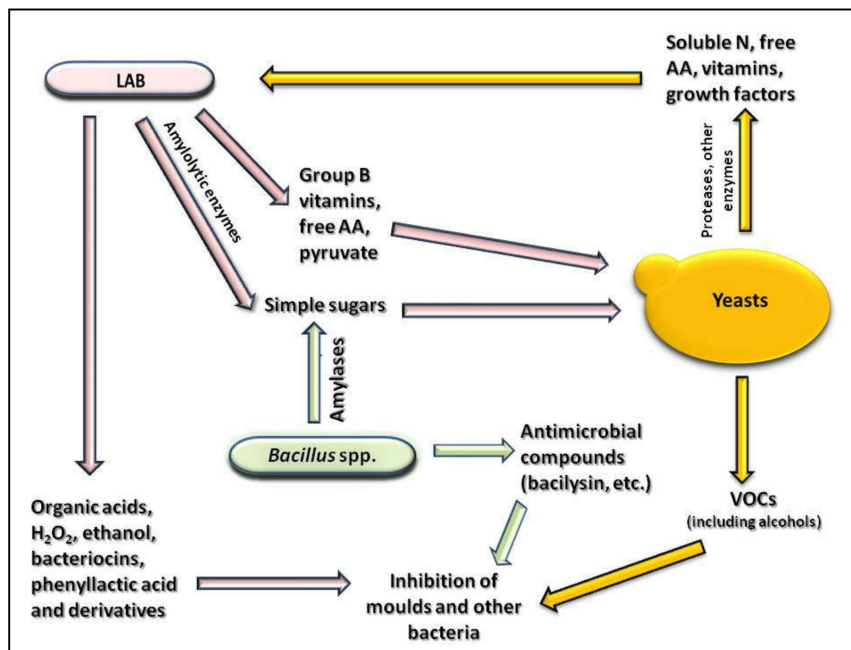 LAB
Soluble N, free
AA, vitamins,
growth factors
Amylolytic enzymes
Proteases, other
enzymes
Group B
vitamins,
free AA,
pyruvate
Simple sugars
Yeasts
Amylases
Bacillus spp.
Antimicrobial
compounds
(bacilysin, etc.)
VOCs
(including alcohols)
Organic acids,
H₂O₂, ethanol,
bacteriocins,
phenyllactic acid
and derivatives
Inhibition of
moulds and other
bacteria